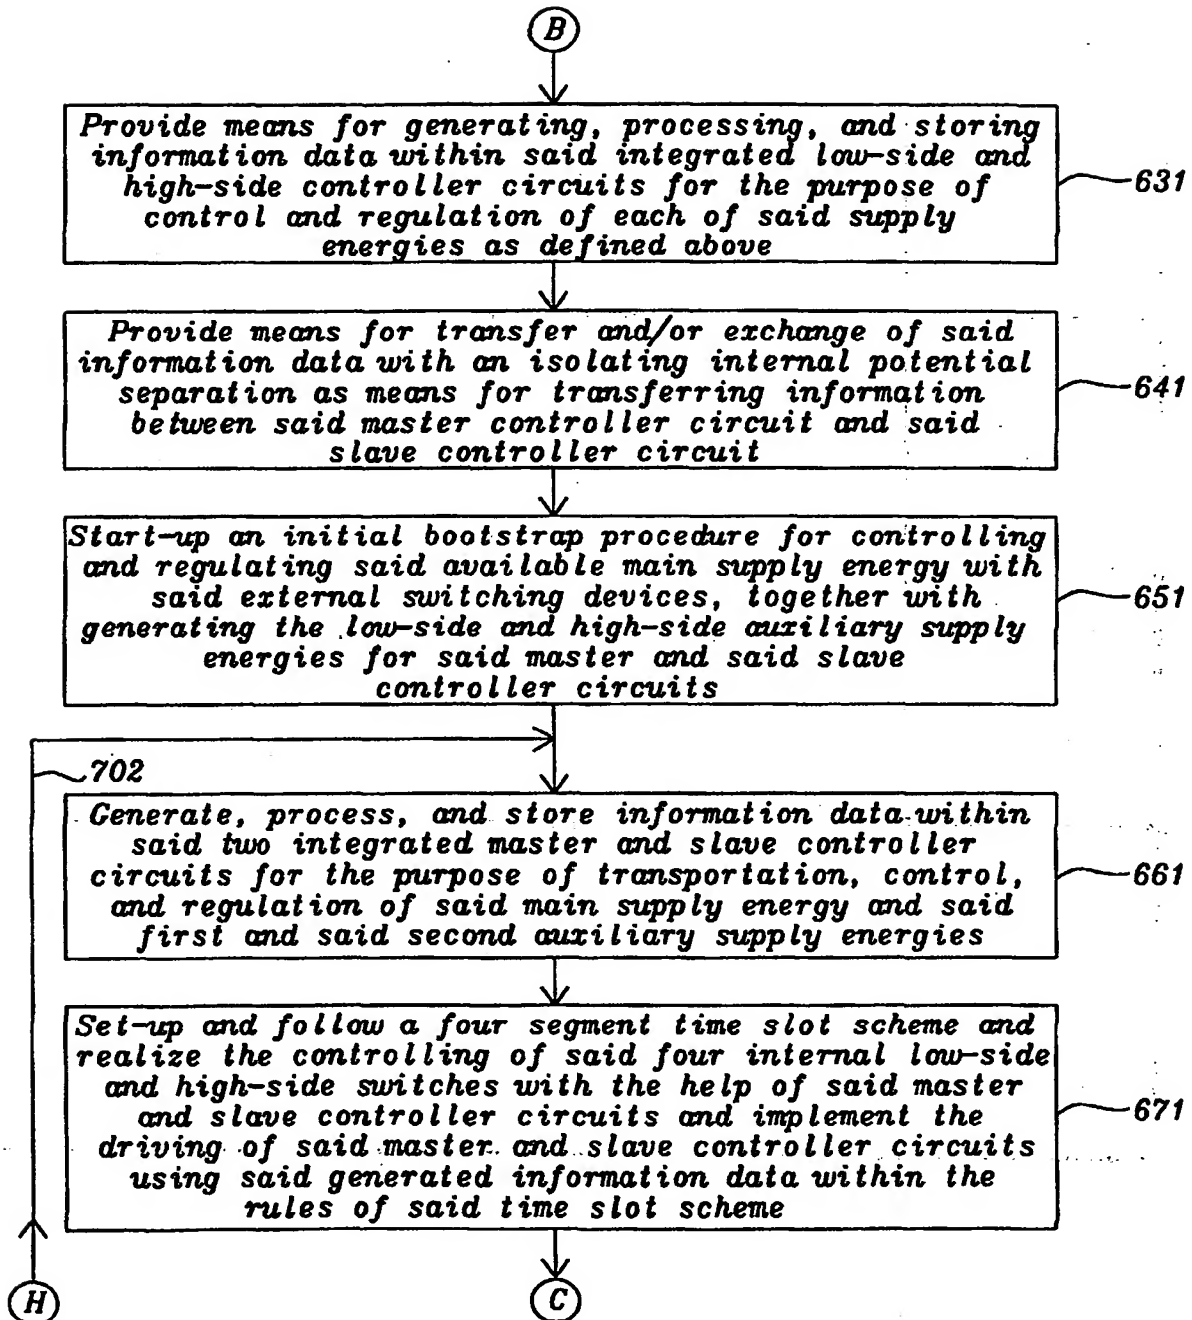 B
Provide means for generating, processing, and storing
information data within said integrated low-side and
high-side controller circuits for the purpose of
control and regulation of each of said supply
energies as defined above
631
Provide means for transfer and/or exchange of said
information data with an isolating internal potential
separation as means for transferring information
between said master controller circuit and said
slave controller circuit
641
Start-up an initial bootstrap procedure for controlling
and regulating said available main supply energy with
said external switching devices, together with
generating the low-side and high-side auxiliary supply
energies for said master and said slave
controller circuits
651
702
Generate, process, and store information data within
said two integrated master and slave controller
circuits for the purpose of transportation, control,
and regulation of said main supply energy and said
first and said second auxiliary supply energies
661
Set-up and follow a four segment time slot scheme and
realize the controlling of said four internal low-side
and high-side switches with the help of said master
and slave controller circuits and implement the
driving of said master and slave controller circuits
using said generated information data within the
rules of said time slot scheme
671
H
C